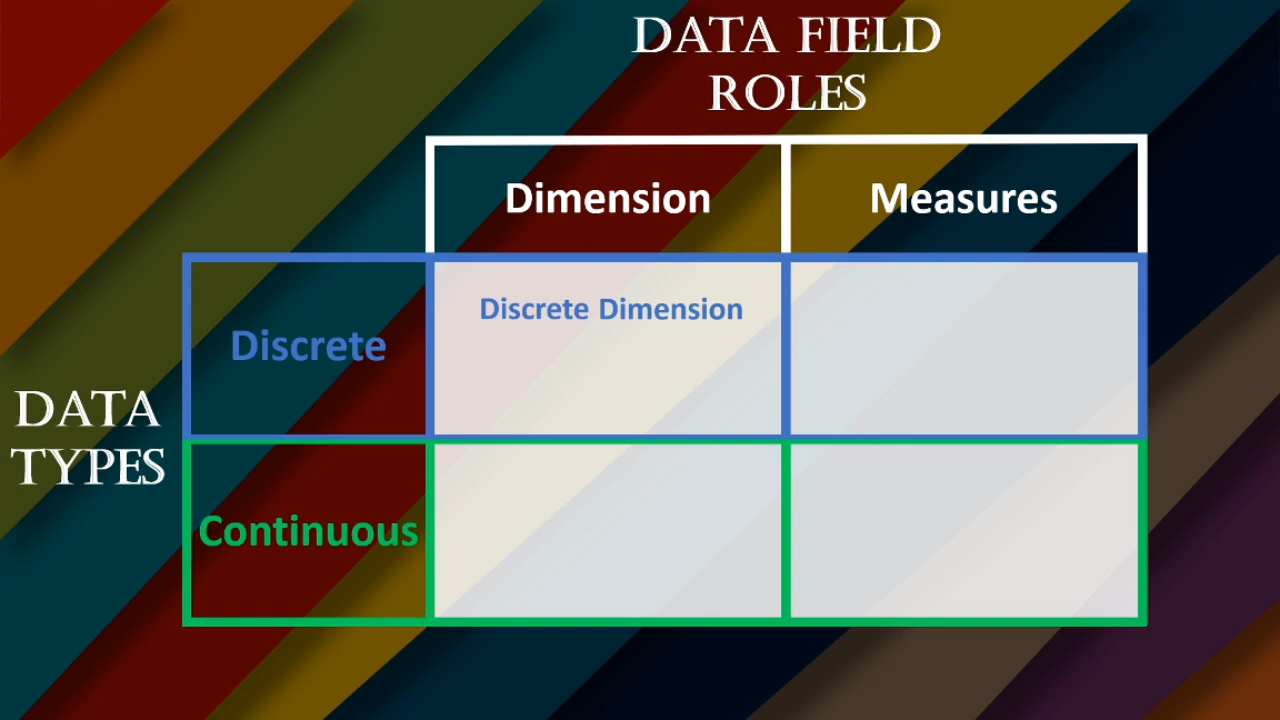 DATA FIELD
ROLES
Dimension
Measures
Discrete Dimension
Discrete
DATA
TYPES
Continuous